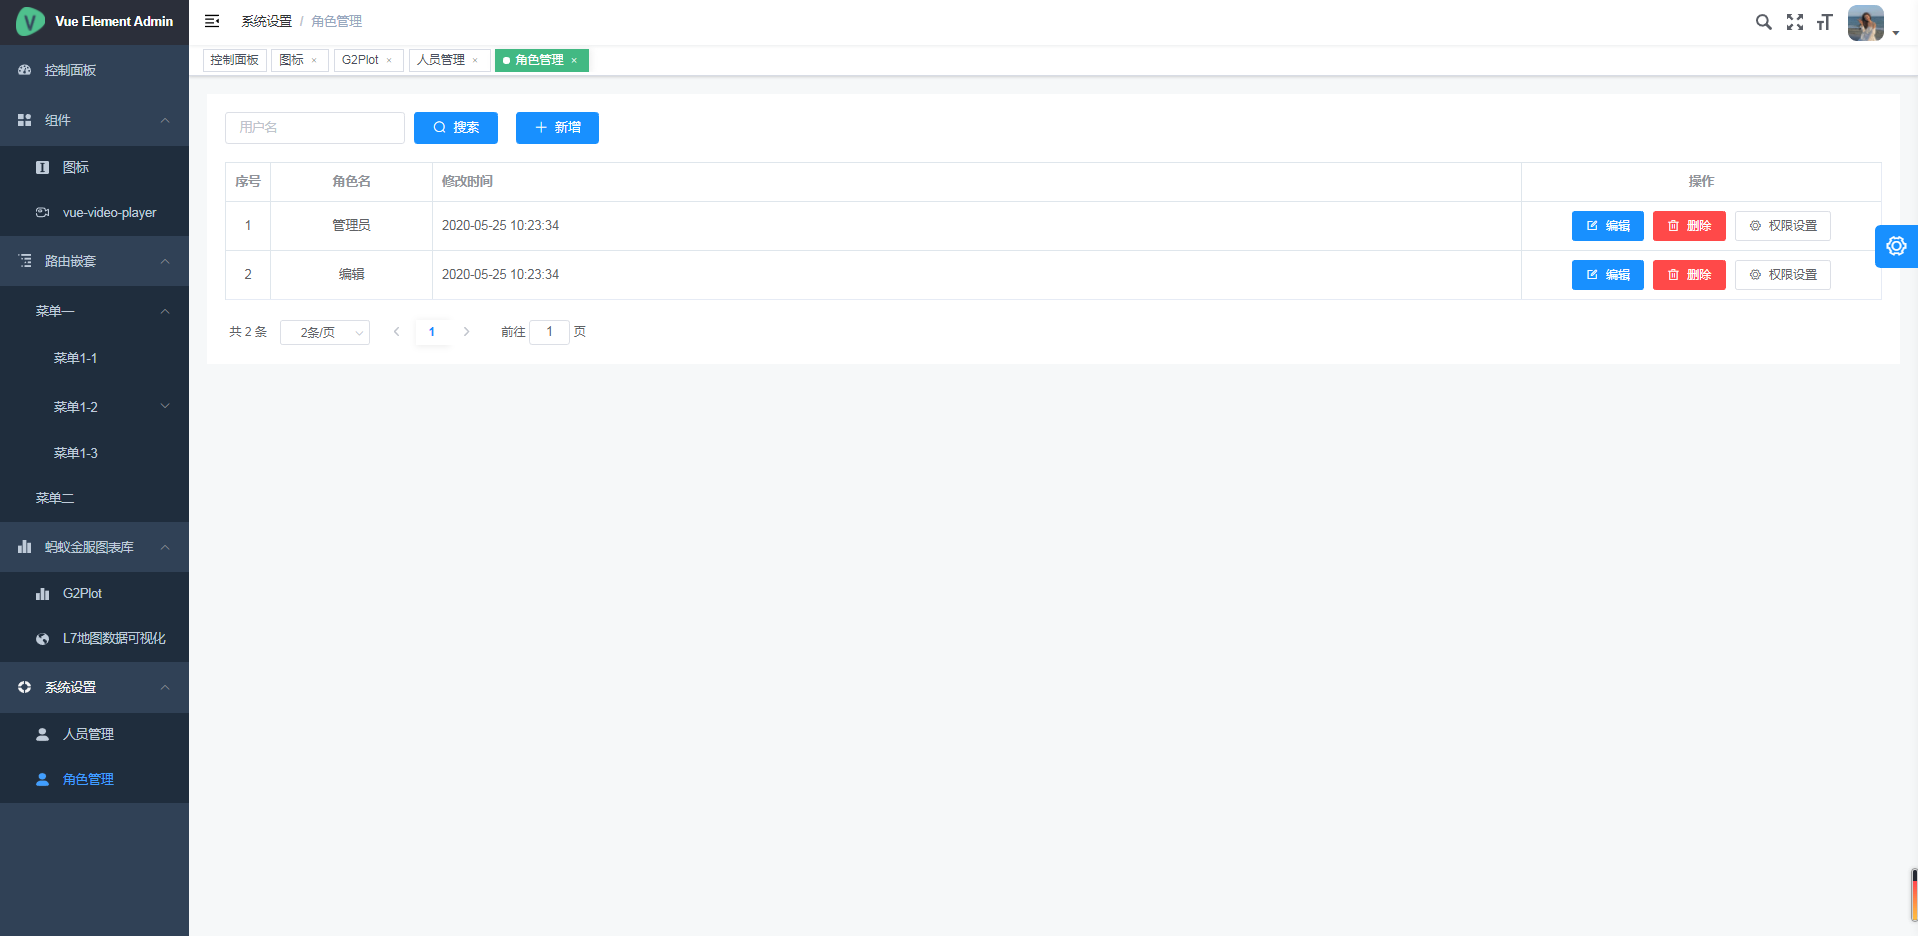 Vue Element Admin
控制面板
组件
图标
vue-video-player
路由嵌套
菜单一
菜单1-1
菜单1-2
菜单1-3
菜单二
蚂蚁金服图表库
G2Plot
L7地图数据可视化
系统设置
人员管理
角色管理
系统设置 / 角色管理
控制面板 图标 × G2Plot × 人员管理 × 角色管理 ×
用户名 搜索 新增
序号 角色名 修改时间 操作
1 管理员 2020-05-25 10:23:34 编辑 删除 权限设置
2 编辑 2020-05-25 10:23:34 编辑 删除 权限设置
共 2 条 2条/页 1 前往 1 页